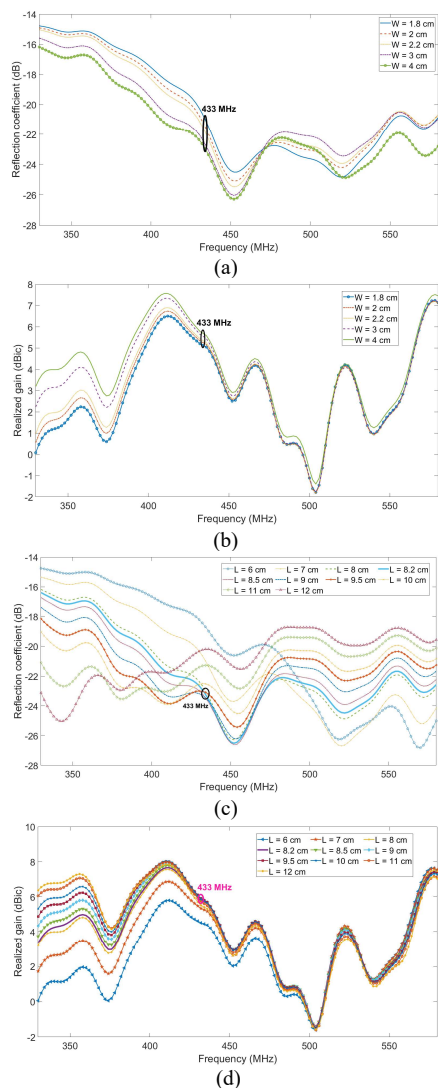 -14
-16
-18
-20
-22
-24
-26
-28
Reflection coefficient (dB)
433 MHz
W = 1.8 cm
W = 2 cm
W = 2.2 cm
W = 3 cm
W = 4 cm
350 400 450 500 550
Frequency (MHz)
(a)
8
7
6
5
4
3
2
1
0
-1
-2
Realized gain (dBic)
433 MHz
W = 1.8 cm
W = 2 cm
W = 2.2 cm
W = 3 cm
W = 4 cm
350 400 450 500 550
Frequency (MHz)
(b)
-14
-16
-18
-20
-22
-24
-26
-28
Reflection coefficient (dB)
L = 6 cm L = 7 cm L = 8 cm L = 8.2 cm
L = 8.5 cm L = 9 cm L = 9.5 cm L = 10 cm
L = 11 cm L = 12 cm
433 MHz
350 400 450 500 550
Frequency (MHz)
(c)
10
8
6
4
2
0
-2
Realized gain (dBic)
433 MHz
L = 6 cm L = 7 cm L = 8 cm
L = 8.2 cm L = 8.5 cm L = 9 cm
L = 9.5 cm L = 10 cm L = 11 cm
L = 12 cm
350 400 450 500 550
Frequency (MHz)
(d)